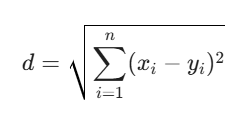 d = √(∑_{i=1}^{n} (x_i − y_i)²)